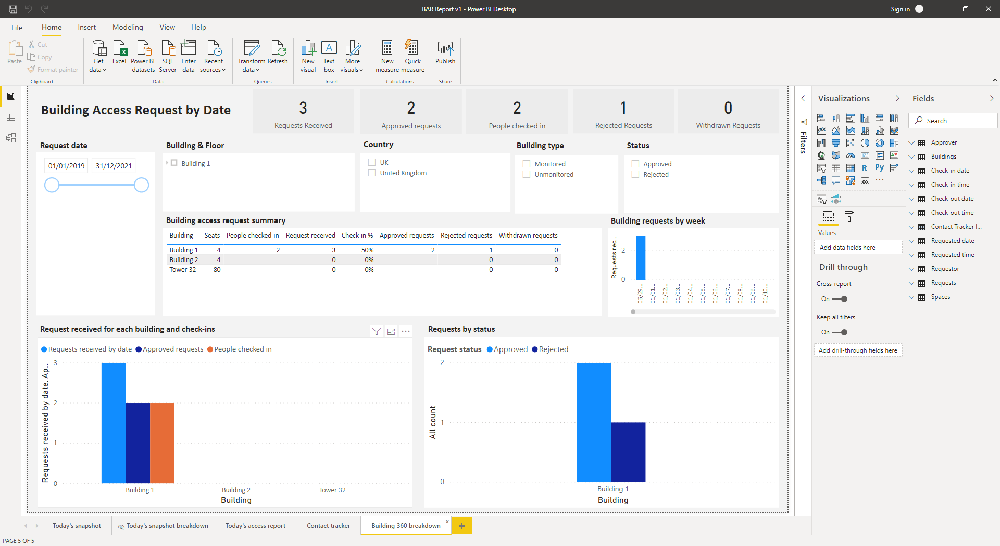 BAR Report v1 - Power BI Desktop
Sign in
File Home Insert Modeling View Help
Paste
Cut
Copy
Format painter
Clipboard
Get data
Excel
Power BI datasets
SQL Server
Enter data
Recent sources
Data
Transform data
Refresh
Queries
New visual
Text box
More visuals
Insert
New measure
Quick measure
Calculations
Publish
Share
Building Access Request by Date
3
Requests Received
2
Approved requests
2
People checked in
1
Rejected Requests
0
Withdrawn Requests
Request date
01/01/2019 31/12/2021
Building & Floor
Building 1
Country
UK
United Kingdom
Building type
Monitored
Unmonitored
Status
Approved
Rejected
Building access request summary
Building Seats People checked-in Request received Check-in % Approved requests Rejected requests Withdrawn requests
Building 1 4 2 3 50% 2 1 0
Building 2 4 0 0% 0 0
Tower 32 80 0 0% 0 0
Building requests by week
Requests rec...
2
0
06/29... 01/01... 01/02... 01/03... 01/04... 01/05... 01/06... 01/07... 01/08... 01/09... 01/10...
Request received for each building and check-ins
Requests received by date Approved requests People checked in
Requests received by date, Ap...
3
2
1
0
Building 1 Building 2 Tower 32
Building
Requests by status
Request status Approved Rejected
All count
2
1
0
Building 1
Building
Filters
Visualizations
R Py
Values
Add data fields here
Drill through
Cross-report
On
Keep all filters
On
Add drill-through fields here
Fields
Search
Approver
Buildings
Check-in date
Check-in time
Check-out date
Check-out time
Contact Tracker I...
Requested date
Requested time
Requestor
Requests
Spaces
Today's snapshot
Today's snapshot breakdown
Today's access report
Contact tracker
Building 360 breakdown
x
+
PAGE 5 OF 5